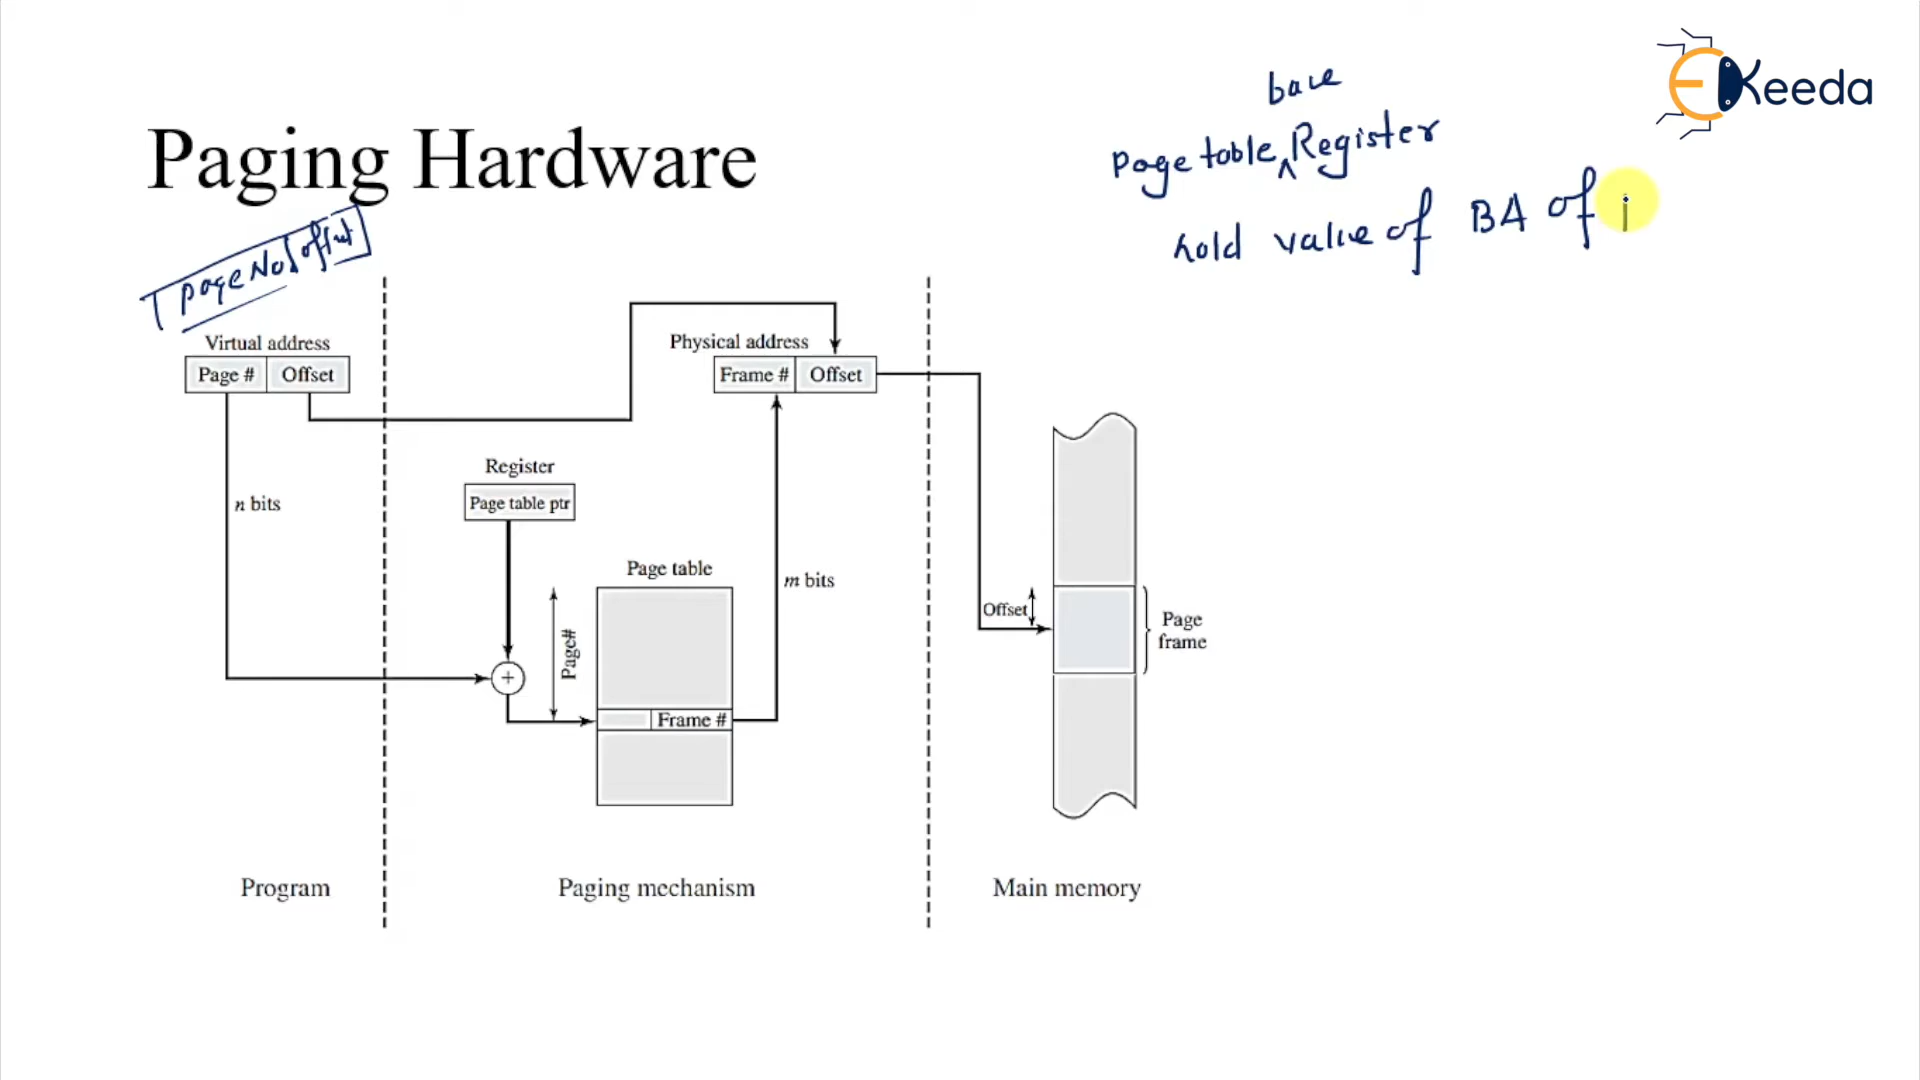 Keeda
base
Paging Hardware
page table ^ Register
hold value of BA of
page No offset
Virtual address
Page # Offset
Physical address
Frame # Offset
Register
n bits
Page table ptr
Page table
m bits
Offset
Page
frame
Page#
Frame #
Program
Paging mechanism
Main memory